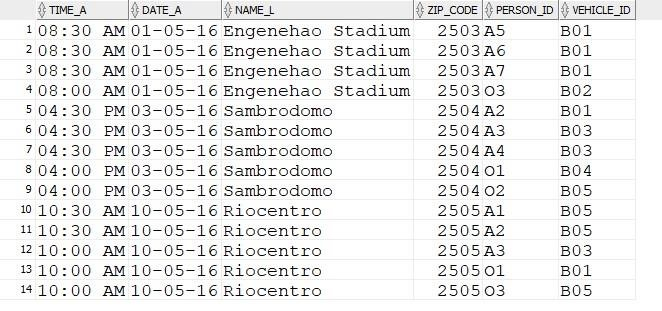 TIME_A DATE_A NAME_L ZIP_CODE PERSON_ID VEHICLE_ID
1 08:30 AM 01-05-16 Engenehao Stadium 2503 A5 B01
2 08:30 AM 01-05-16 Engenehao Stadium 2503 A6 B01
3 08:30 AM 01-05-16 Engenehao Stadium 2503 A7 B01
4 08:00 AM 01-05-16 Engenehao Stadium 2503 O3 B02
5 04:30 PM 03-05-16 Sambrodomo 2504 A2 B01
6 04:30 PM 03-05-16 Sambrodomo 2504 A3 B03
7 04:30 PM 03-05-16 Sambrodomo 2504 A4 B03
8 04:00 PM 03-05-16 Sambrodomo 2504 O1 B04
9 04:00 PM 03-05-16 Sambrodomo 2504 O2 B05
10 10:30 AM 10-05-16 Riocentro 2505 A1 B05
11 10:30 AM 10-05-16 Riocentro 2505 A2 B05
12 10:00 AM 10-05-16 Riocentro 2505 A3 B03
13 10:00 AM 10-05-16 Riocentro 2505 O1 B01
14 10:00 AM 10-05-16 Riocentro 2505 O3 B05